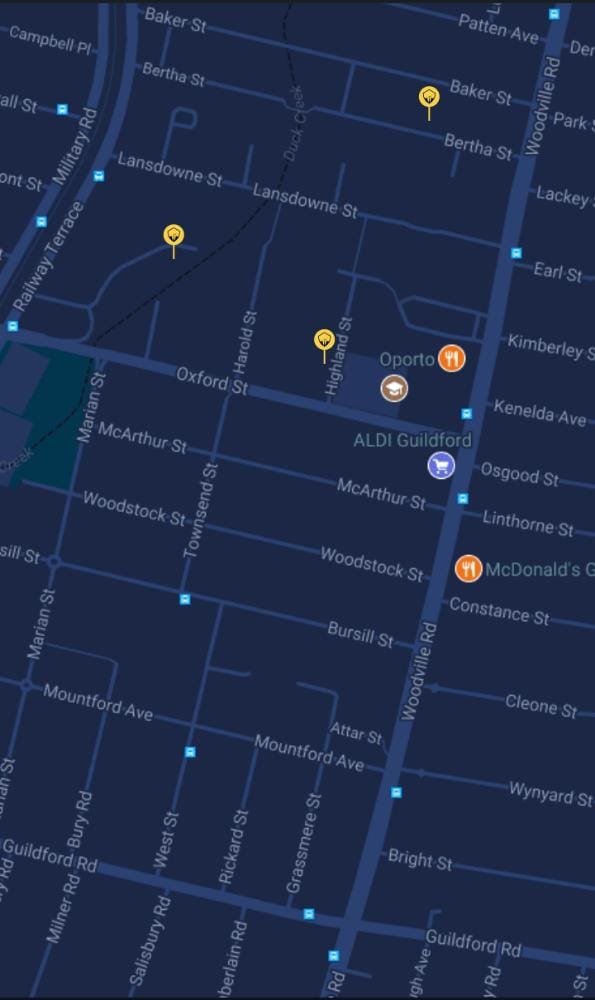 Baker St
Patten Ave
Campbell Pl
Bertha St
Baker St
Woodville Rd
Park S
Duck Creek
Military Rd
Bertha St
Lansdowne St
Lansdowne St
Lackey
ont St
Railway Terrace
Earl St
Harold St
Highland St
Kimberley S
Oporto
Oxford St
Marian St
Kenelda Ave
ALDI Guildford
McArthur St
Creek
Osgood St
McArthur St
Woodstock St
Townsend St
Linthorne St
Woodstock St
McDonald's G
sill St
Constance St
Marian St
Bursill St
Woodville Rd
Cleone St
Mountford Ave
Attar St
Mountford Ave
Wynyard St
Bury Rd
West St
Rickard St
Grassmere St
Guildford Rd
Bright St
Milner Rd
Salisbury Rd
berlain Rd
Guildford Rd
gh Ave
y Rd
Rd